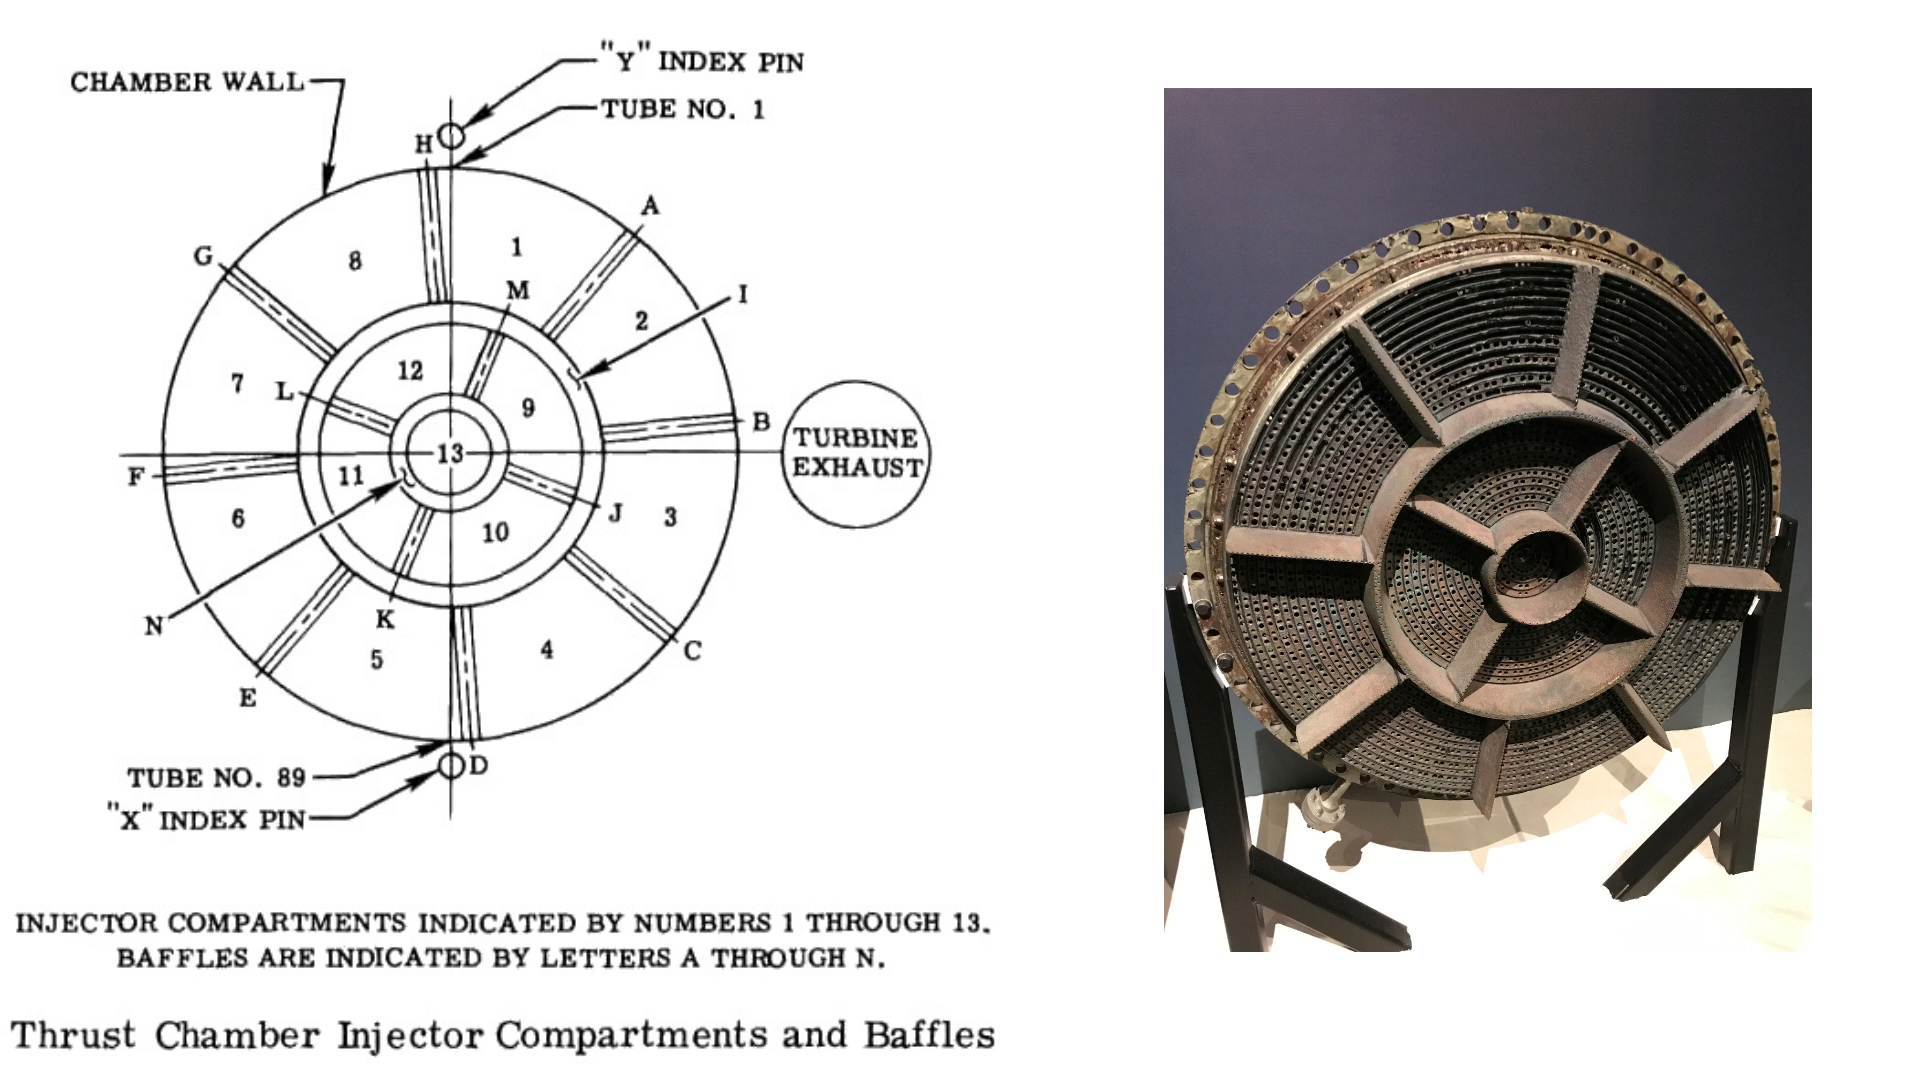 "Y" INDEX PIN
CHAMBER WALL
TUBE NO. 1
H
A
G
8
1
I
M
2
12
7
L
9
B
TURBINE
EXHAUST
13
F
11
6
J
3
10
N
K
C
5
4
E
TUBE NO. 89
D
"X" INDEX PIN
INJECTOR COMPARTMENTS INDICATED BY NUMBERS 1 THROUGH 13.
BAFFLES ARE INDICATED BY LETTERS A THROUGH N.
Thrust Chamber Injector Compartments and Baffles